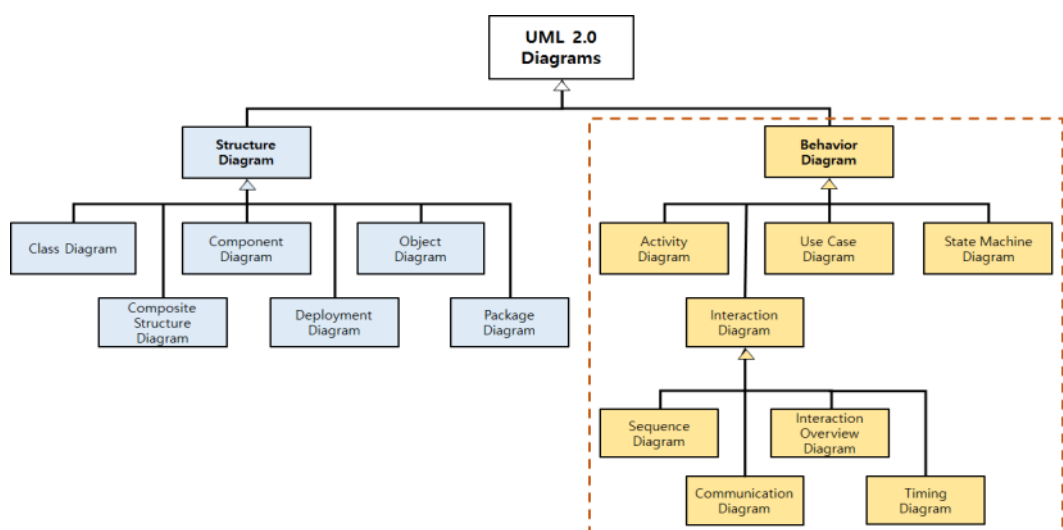 UML 2.0
Diagrams
Structure
Diagram
Behavior
Diagram
Class Diagram
Component
Diagram
Object
Diagram
Activity
Diagram
Use Case
Diagram
State Machine
Diagram
Composite
Structure
Diagram
Deployment
Diagram
Package
Diagram
Interaction
Diagram
Sequence
Diagram
Interaction
Overview
Diagram
Communication
Diagram
Timing
Diagram